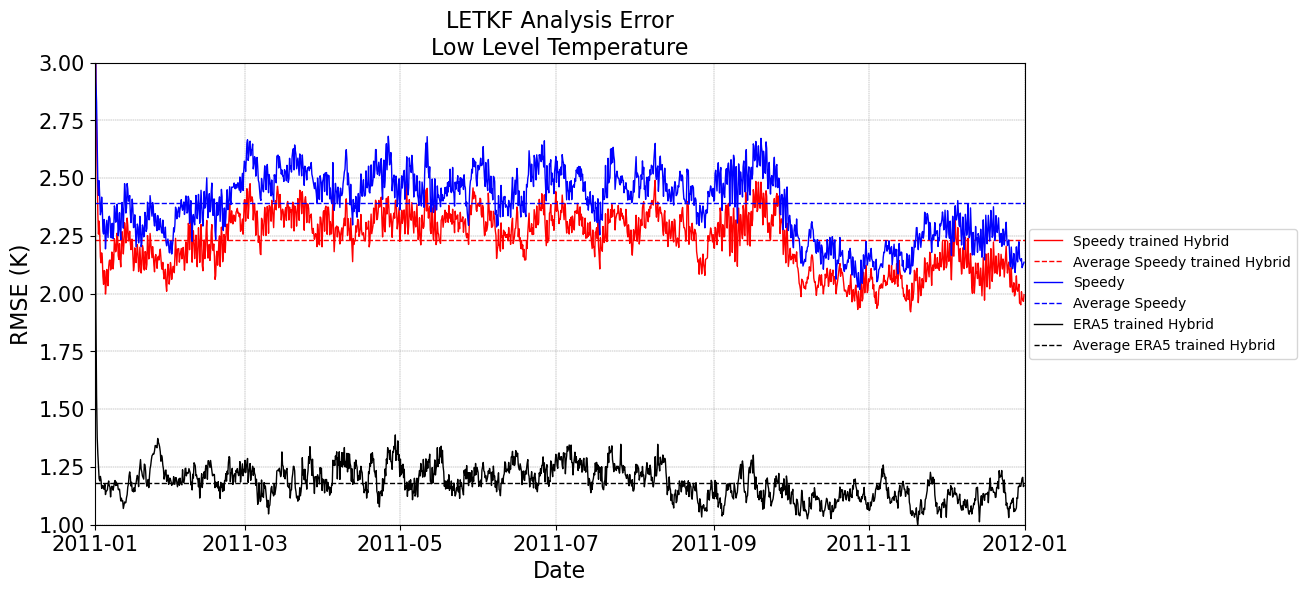 LETKF Analysis Error
Low Level Temperature
RMSE (K)
3.00
2.75
2.50
2.25
2.00
1.75
1.50
1.25
1.00
2011-01 2011-03 2011-05 2011-07 2011-09 2011-11 2012-01
Date
Speedy trained Hybrid
Average Speedy trained Hybrid
Speedy
Average Speedy
ERA5 trained Hybrid
Average ERA5 trained Hybrid